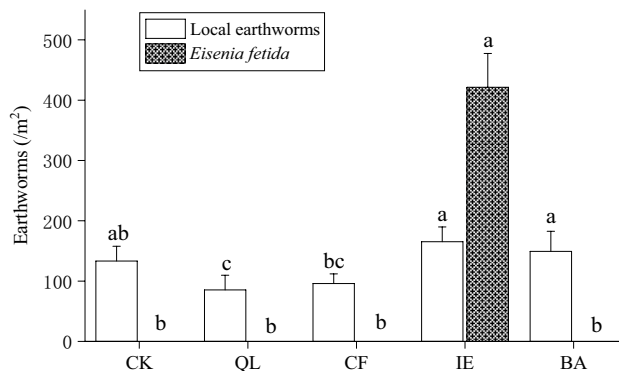 Local earthworms
Eisenia fetida
Earthworms (/m²)
500
400
300
200
100
0
ab
b
c
b
bc
b
a
a
a
b
CK
QL
CF
IE
BA